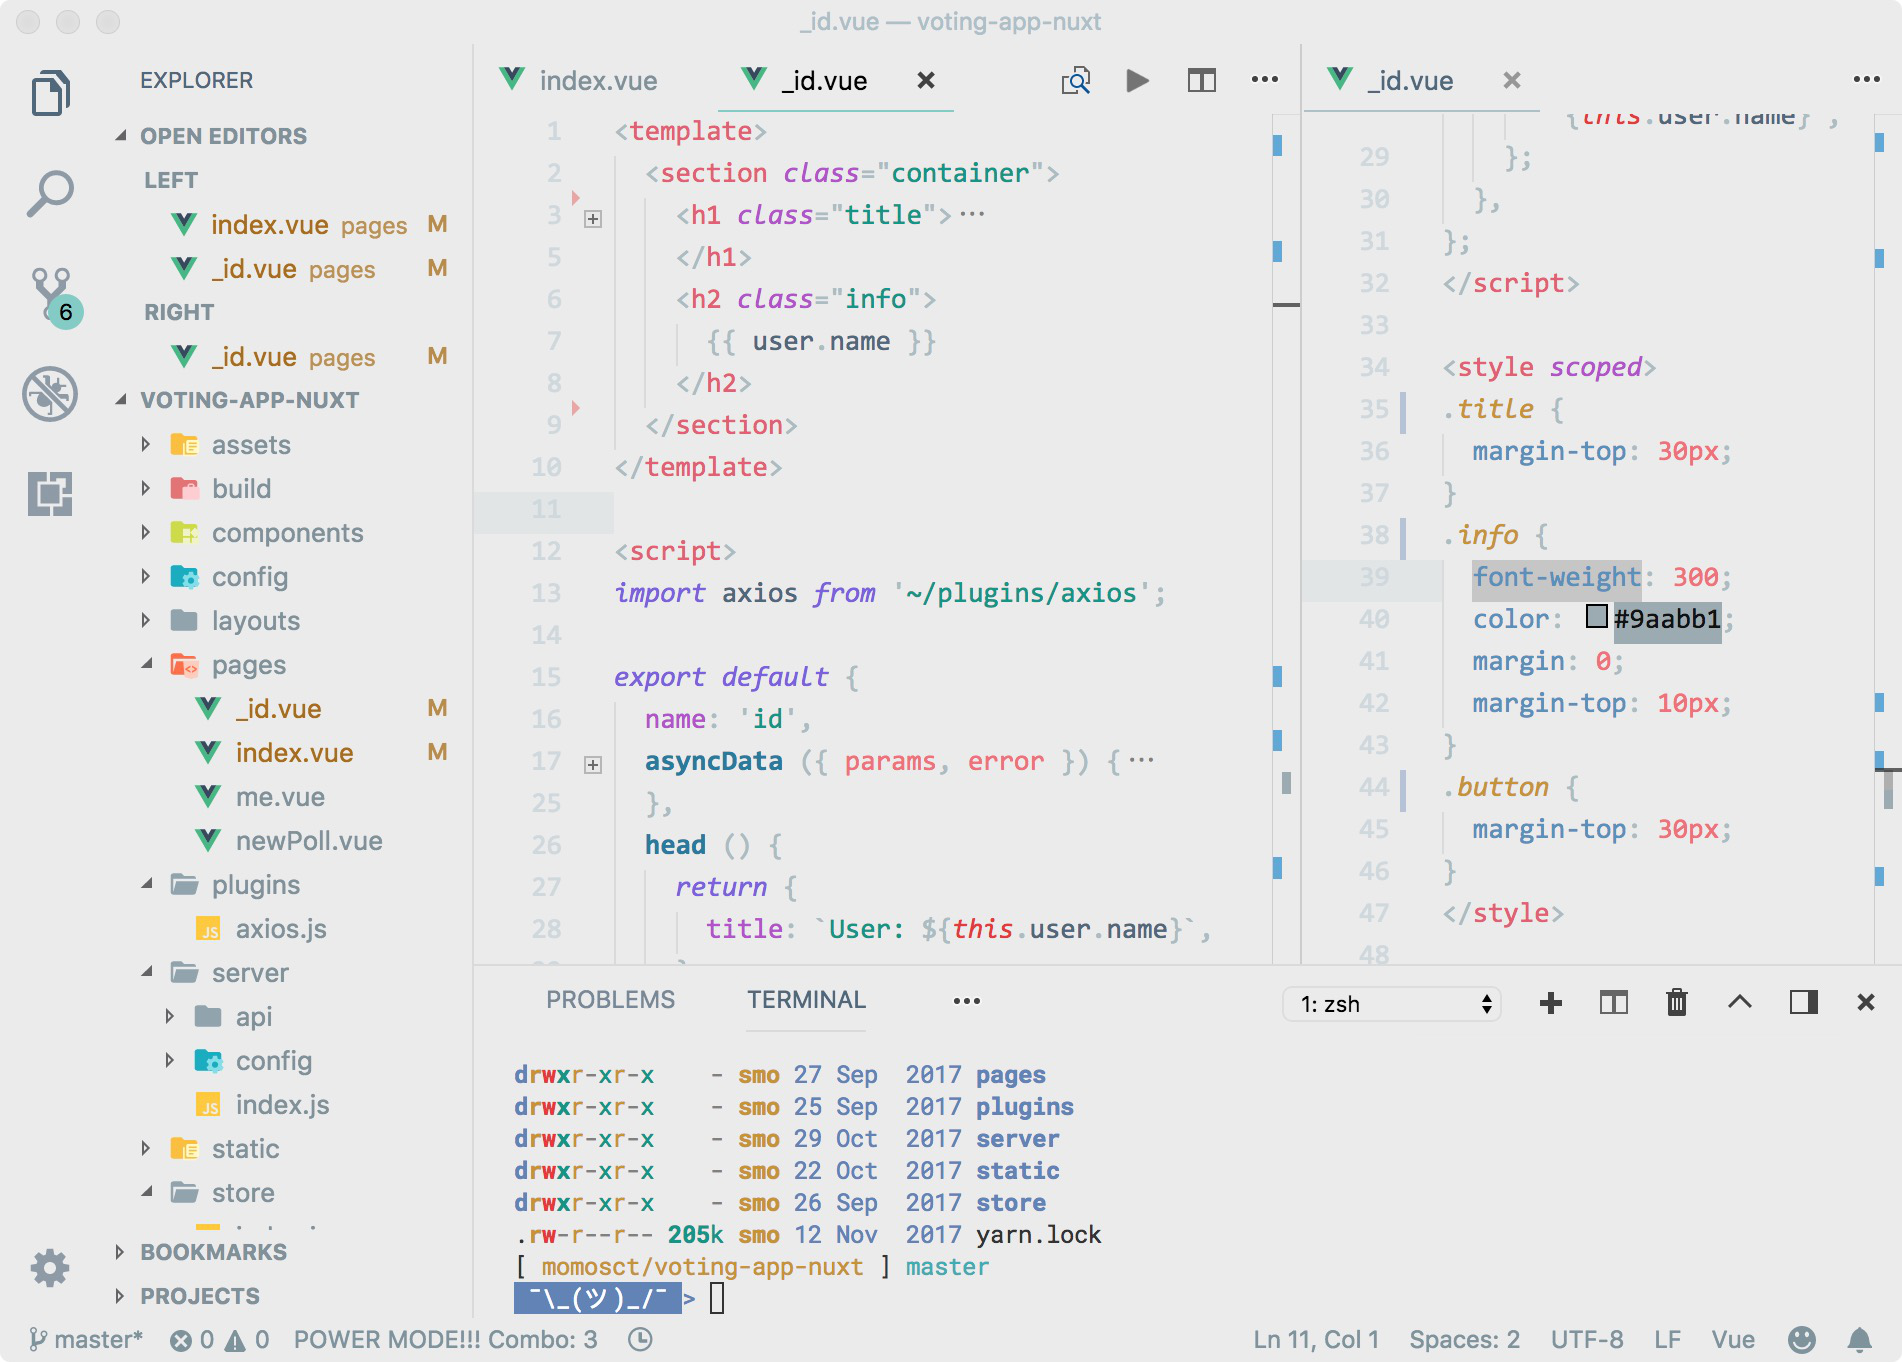 _id.vue — voting-app-nuxt
EXPLORER
OPEN EDITORS
LEFT
index.vue pages M
_id.vue pages M
RIGHT
_id.vue pages M
VOTING-APP-NUXT
assets
build
components
config
layouts
pages
_id.vue M
index.vue M
me.vue
newPoll.vue
plugins
JS axios.js
server
api
config
JS index.js
static
store
BOOKMARKS
PROJECTS
6
index.vue
_id.vue
1 <template>
2 <section class="container">
3 <h1 class="title">···
5 </h1>
6 <h2 class="info">
7 {{ user.name }}
8 </h2>
9 </section>
10 </template>
11
12 <script>
13 import axios from '~/plugins/axios';
14
15 export default {
16 name: 'id',
17 asyncData ({ params, error }) {···
25 },
26 head () {
27 return {
28 title: `User: ${this.user.name}`,
_id.vue
{this.user.name}`,
29 };
30 },
31 };
32 </script>
33
34 <style scoped>
35 .title {
36 margin-top: 30px;
37 }
38 .info {
39 font-weight: 300;
40 color: #9aabb1;
41 margin: 0;
42 margin-top: 10px;
43 }
44 .button {
45 margin-top: 30px;
46 }
47 </style>
48
PROBLEMS TERMINAL ···
1: zsh
drwxr-xr-x - smo 27 Sep 2017 pages
drwxr-xr-x - smo 25 Sep 2017 plugins
drwxr-xr-x - smo 29 Oct 2017 server
drwxr-xr-x - smo 22 Oct 2017 static
drwxr-xr-x - smo 26 Sep 2017 store
.rw-r--r-- 205k smo 12 Nov 2017 yarn.lock
[ momosct/voting-app-nuxt ] master
¯\_(ツ)_/¯ >
master* 0 0 POWER MODE!!! Combo: 3
Ln 11, Col 1 Spaces: 2 UTF-8 LF Vue